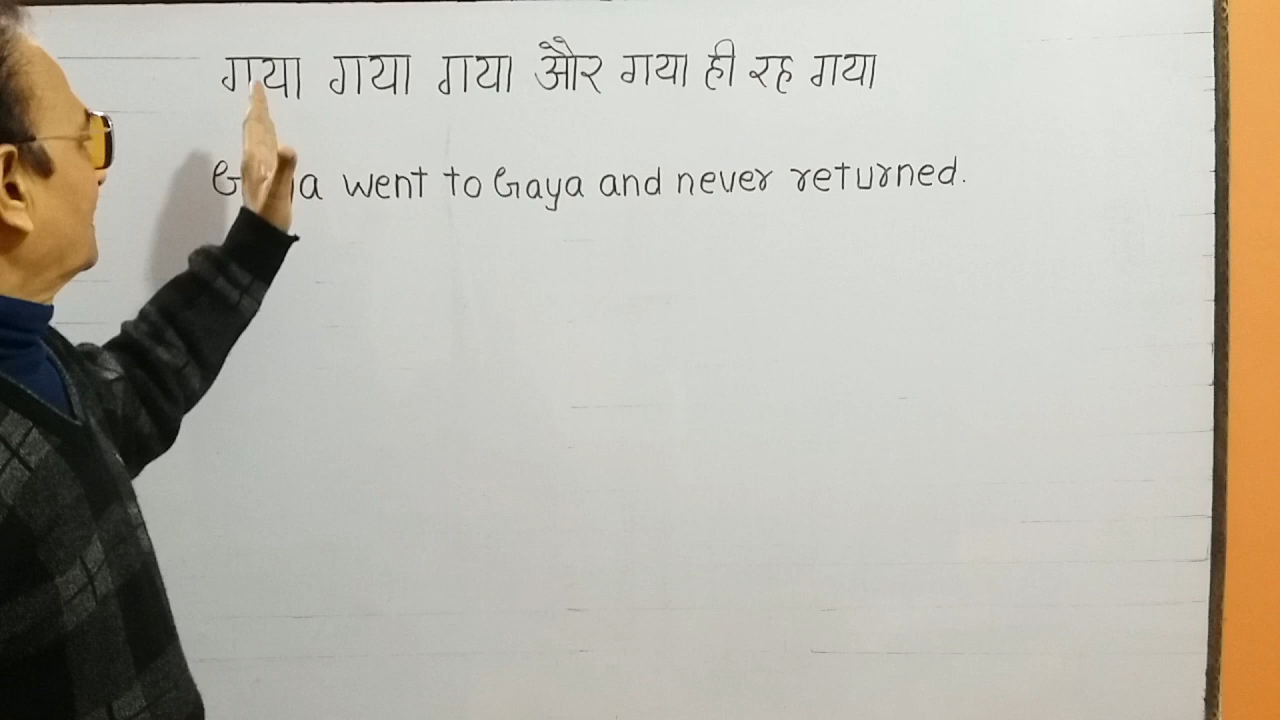 गया गया गया और गया ही रह गया
went to Gaya and never returned.